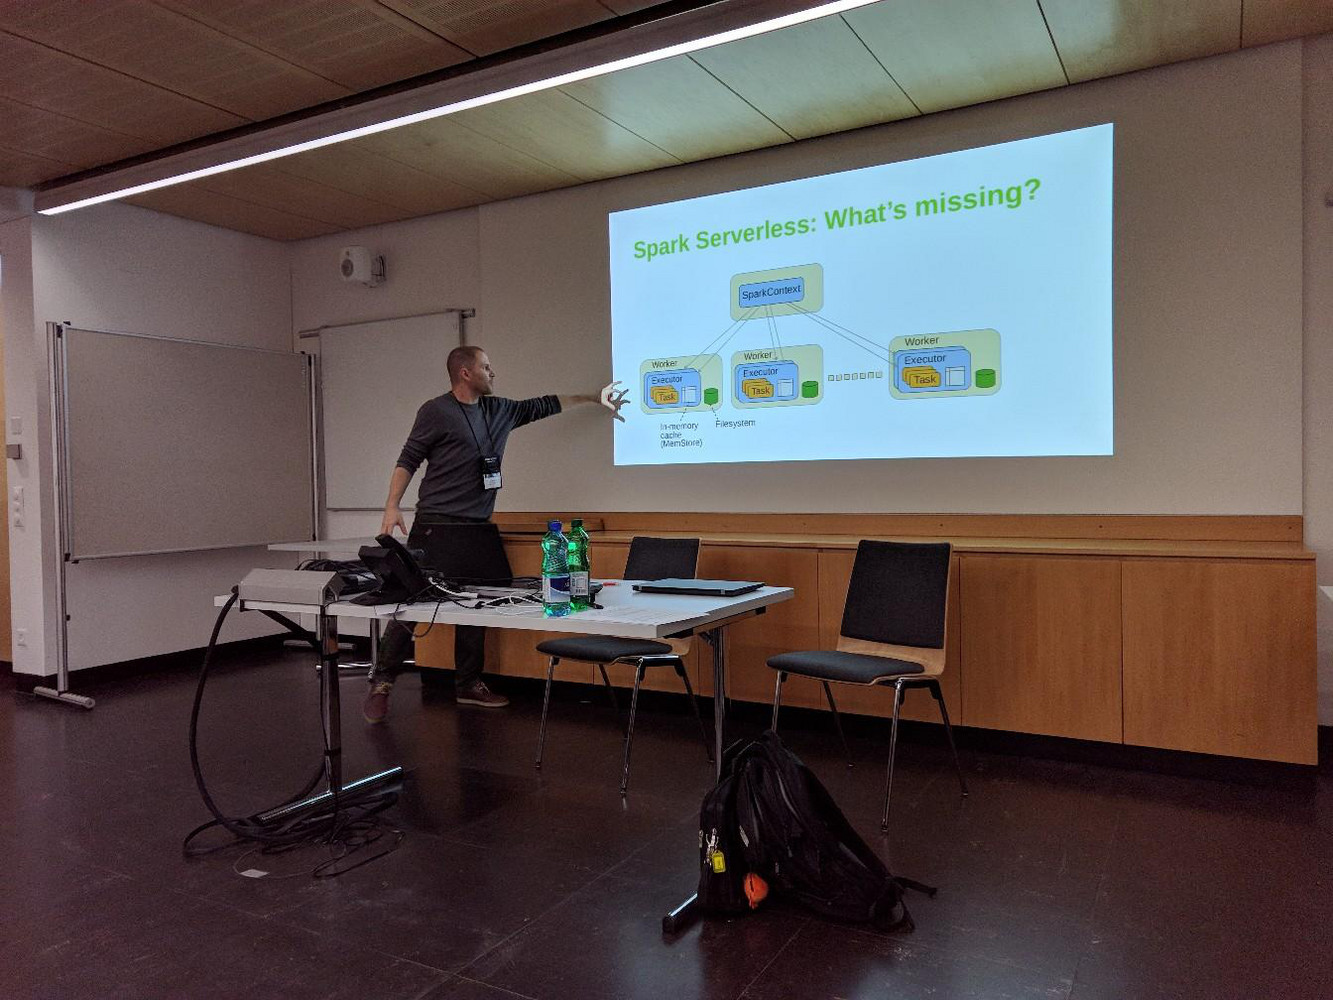 Spark Serverless: What's missing?
SparkContext
Worker
Executor
Task
Worker
Executor
Task
Worker
Executor
Task
In-memory
cache
(MemStore)
Filesystem